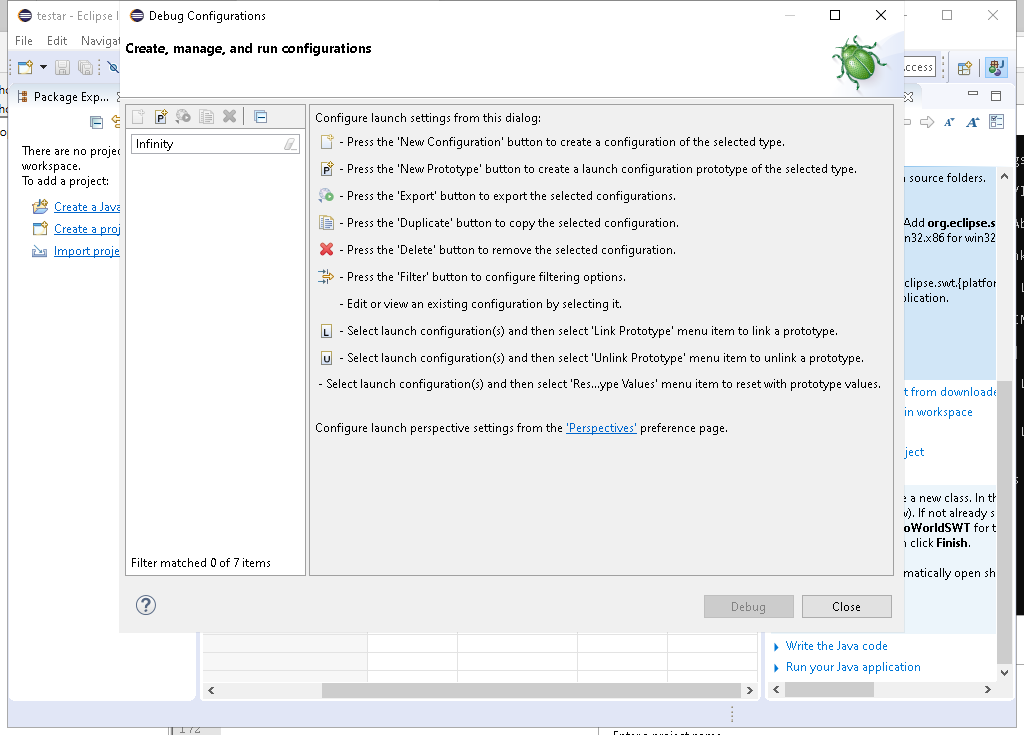 testar - Eclipse I
Debug Configurations
File Edit Navigat
Create, manage, and run configurations
ccess
Package Exp...
There are no projec
workspace.
To add a project:
Create a Java
Create a proj
Import proje
Infinity
Filter matched 0 of 7 items
Configure launch settings from this dialog:
- Press the 'New Configuration' button to create a configuration of the selected type.
P - Press the 'New Prototype' button to create a launch configuration prototype of the selected type.
- Press the 'Export' button to export the selected configurations.
- Press the 'Duplicate' button to copy the selected configuration.
- Press the 'Delete' button to remove the selected configuration.
- Press the 'Filter' button to configure filtering options.
- Edit or view an existing configuration by selecting it.
L - Select launch configuration(s) and then select 'Link Prototype' menu item to link a prototype.
U - Select launch configuration(s) and then select 'Unlink Prototype' menu item to unlink a prototype.
- Select launch configuration(s) and then select 'Res...ype Values' menu item to reset with prototype values.
Configure launch perspective settings from the 'Perspectives' preference page.
Debug
Close
source folders.
Add org.eclipse.s
n32.x86 for win32
clipse.swt.{platfor
plication.
t from downloade
in workspace
ject
e a new class. In th
w). If not already s
oWorldSWT for t
click Finish.
matically open sh
Write the Java code
Run your Java application
172
Enter a project name